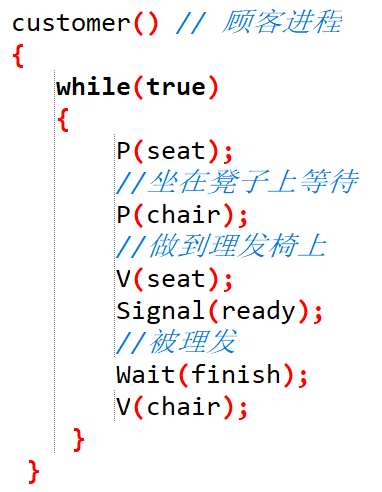 customer() // 顾客进程
{
while(true)
{
P(seat);
//坐在凳子上等待
P(chair);
//做到理发椅上
V(seat);
Signal(ready);
//被理发
Wait(finish);
V(chair);
}
}